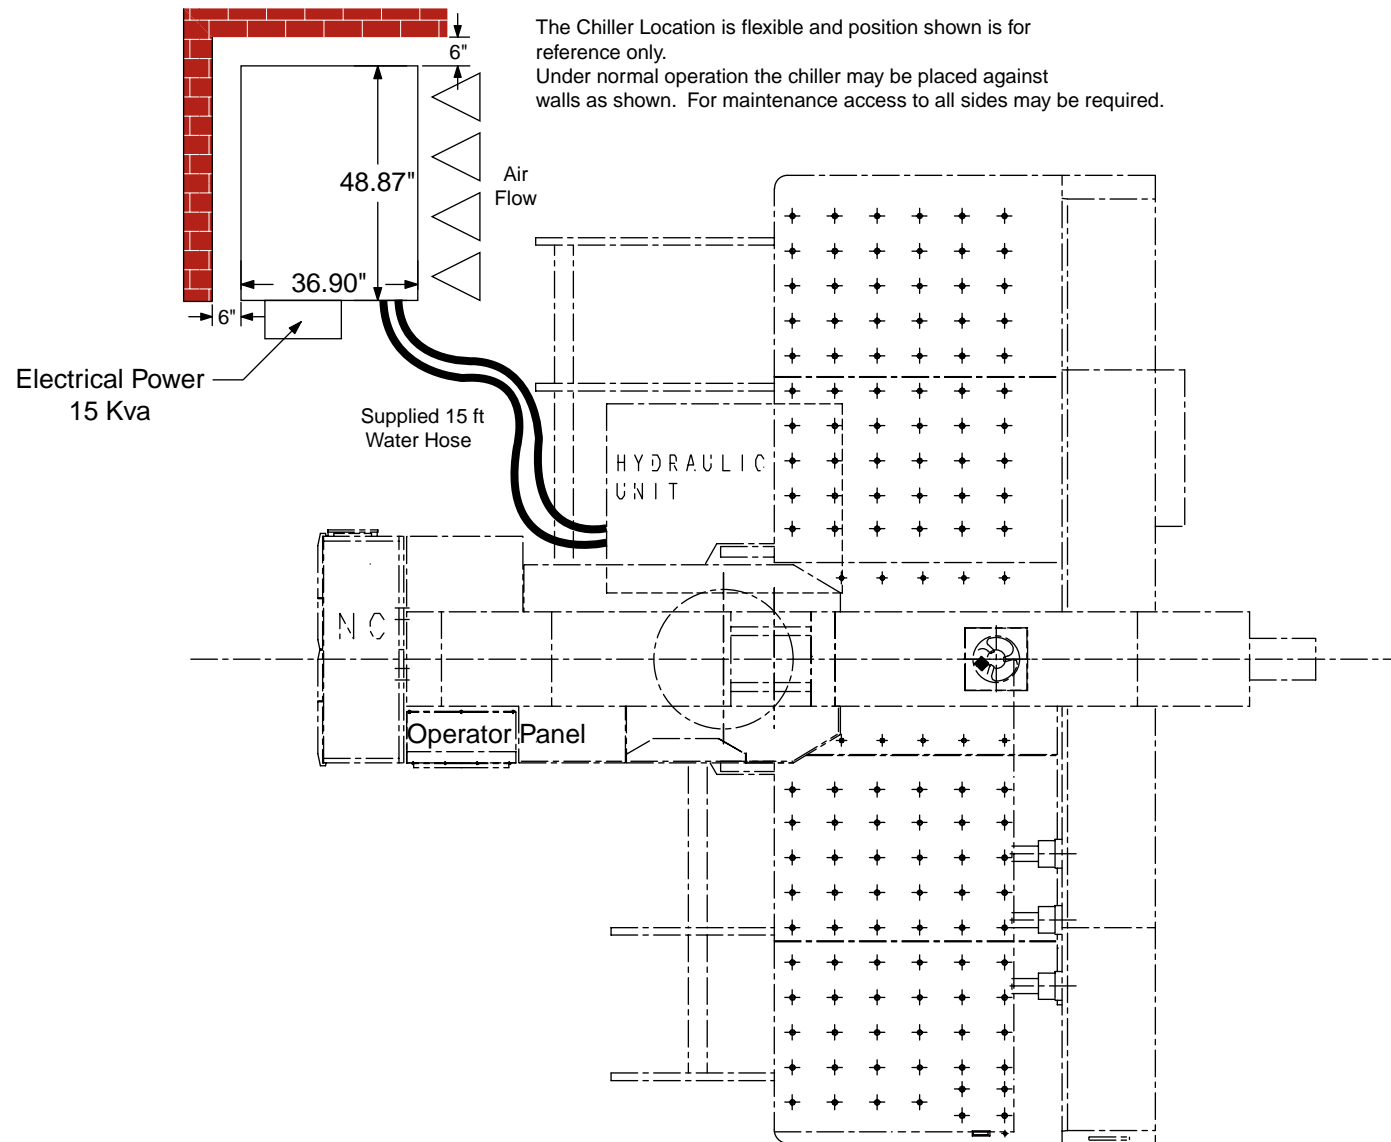 The Chiller Location is flexible and position shown is for
reference only.
Under normal operation the chiller may be placed against
walls as shown.  For maintenance access to all sides may be required.
6"
48.87"
Air
Flow
36.90"
6"
Electrical Power
15 Kva
Supplied 15 ft
Water Hose
HYDRAULIC
UNIT
NC
Operator Panel